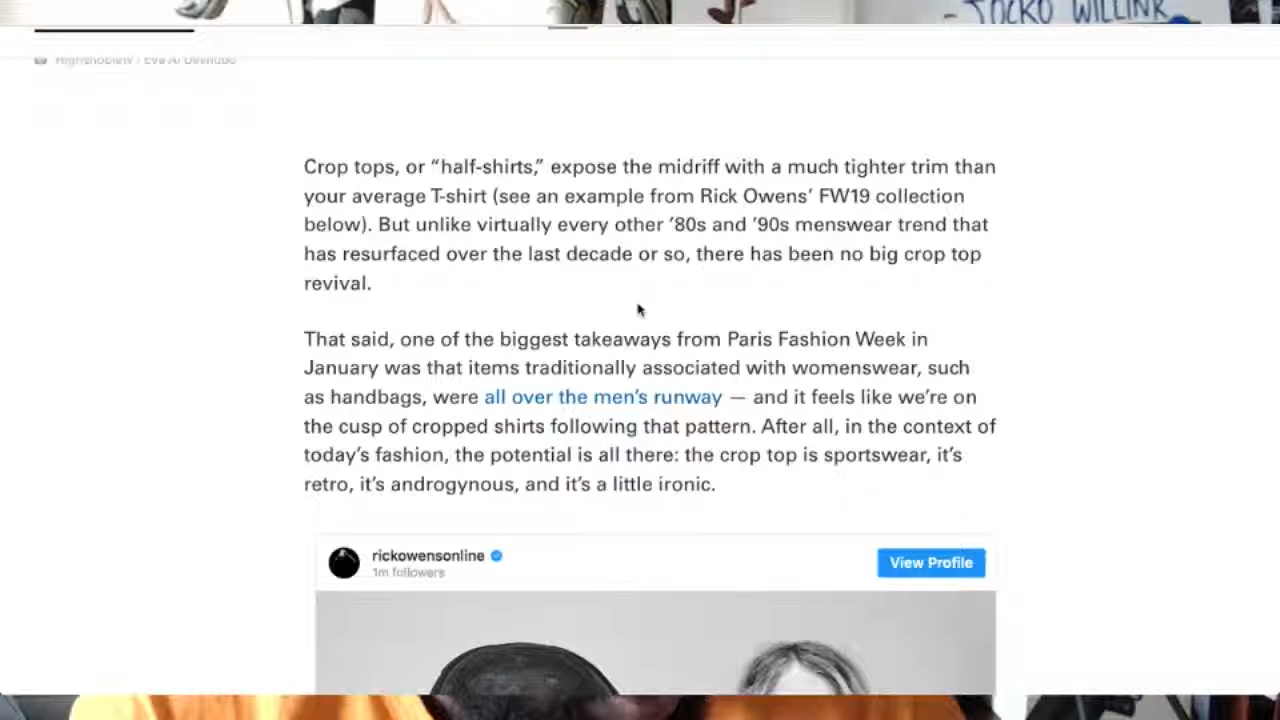 - JOCKO WILLINK
Highsnobiety / Eva Al Desnudo
Crop tops, or “half-shirts,” expose the midriff with a much tighter trim than
your average T-shirt (see an example from Rick Owens’ FW19 collection
below). But unlike virtually every other ’80s and ’90s menswear trend that
has resurfaced over the last decade or so, there has been no big crop top
revival.
That said, one of the biggest takeaways from Paris Fashion Week in
January was that items traditionally associated with womenswear, such
as handbags, were all over the men’s runway — and it feels like we’re on
the cusp of cropped shirts following that pattern. After all, in the context of
today’s fashion, the potential is all there: the crop top is sportswear, it’s
retro, it’s androgynous, and it’s a little ironic.
rickowensonline
View Profile
1m followers